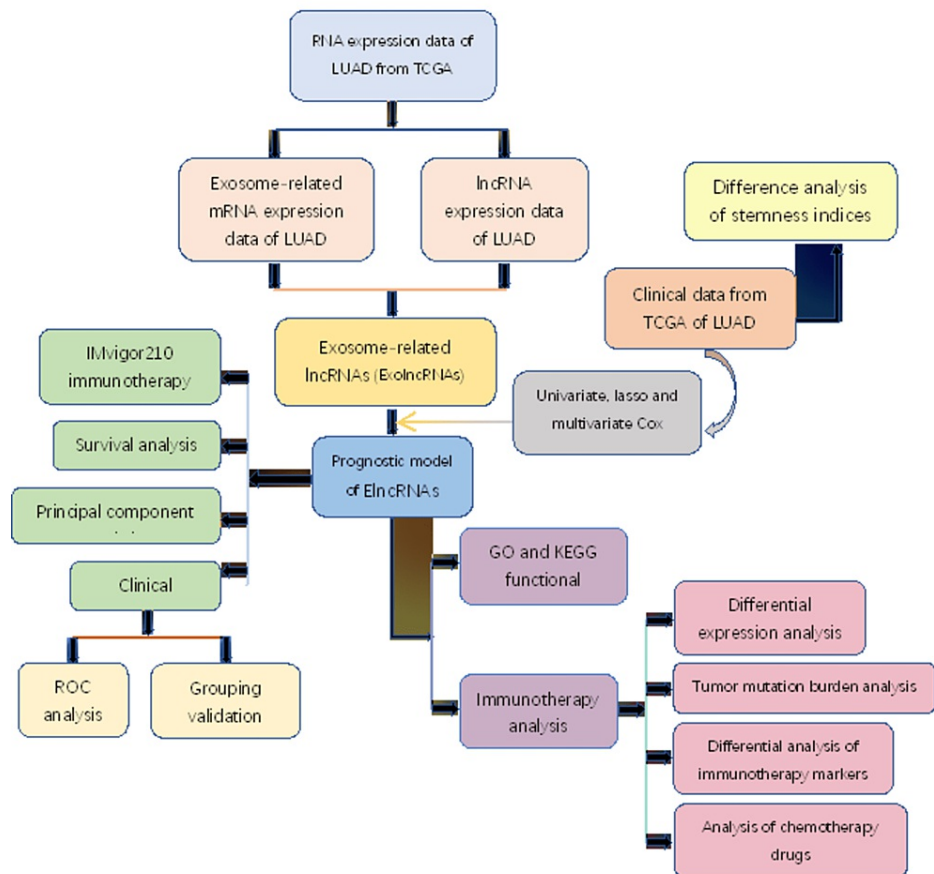 RNA expression data of
LUAD from TCGA
Exosome-related
mRNA expression
data of LUAD
lncRNA
expression data
of LUAD
Difference analysis
of stemness indices
Clinical data from
TCGA of LUAD
Exosome-related
lncRNAs (ExolncRNAs)
Univariate, lasso and
multivariate Cox
IMvigor210
immunotherapy
Survival analysis
Principal component
Clinical
ROC
analysis
Grouping
validation
Prognostic model
of ElncRNAs
GO and KEGG
functional
Immunotherapy
analysis
Differential
expression analysis
Tumor mutation burden analysis
Differential analysis of
immunotherapy markers
Analysis of chemotherapy
drugs